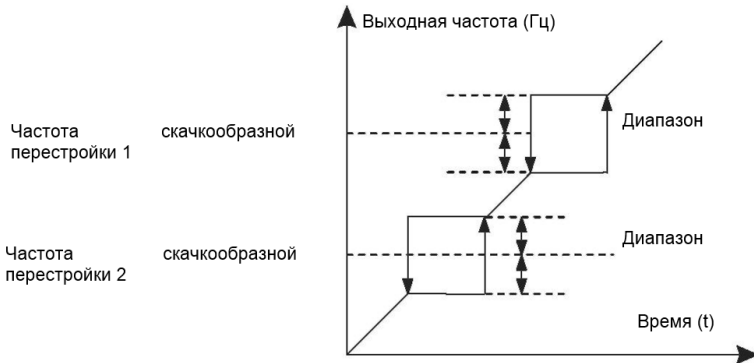 Выходная частота (Гц)
Частота скачкообразной
перестройки 1
Диапазон
Частота скачкообразной
перестройки 2
Диапазон
Время (t)